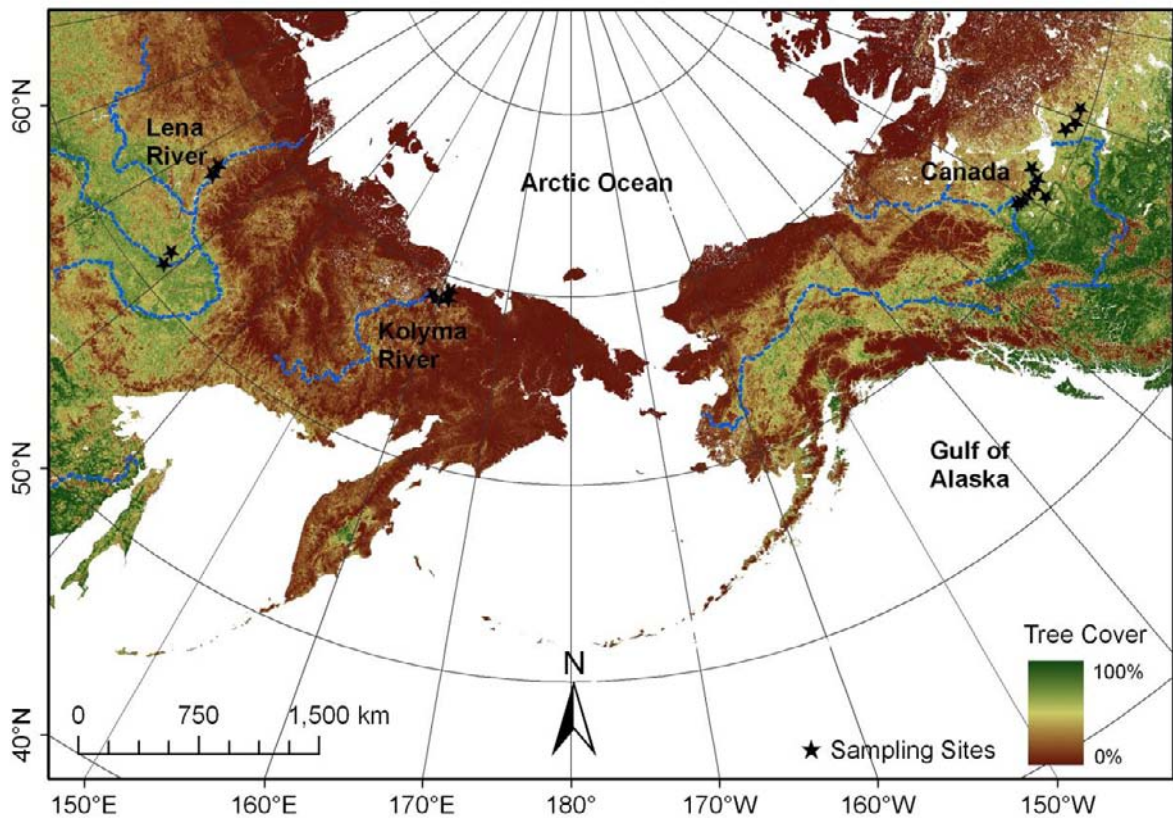 60°N
50°N
40°N
Lena
River
Kolyma
River
Arctic Ocean
Canada
Gulf of
Alaska
N
0 750 1,500 km
Tree Cover
100%
0%
★ Sampling Sites
150°E 160°E 170°E 180° 170°W 160°W 150°W